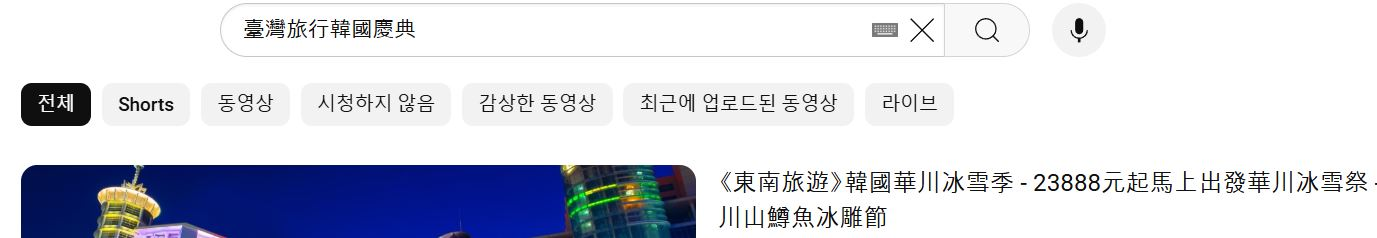 臺灣旅行韓國慶典
전체 Shorts 동영상 시청하지 않음 감상한 동영상 최근에 업로드된 동영상 라이브
《東南旅遊》韓國華川冰雪季 - 23888元起馬上出發華川冰雪祭 ·
川山鱒魚冰雕節